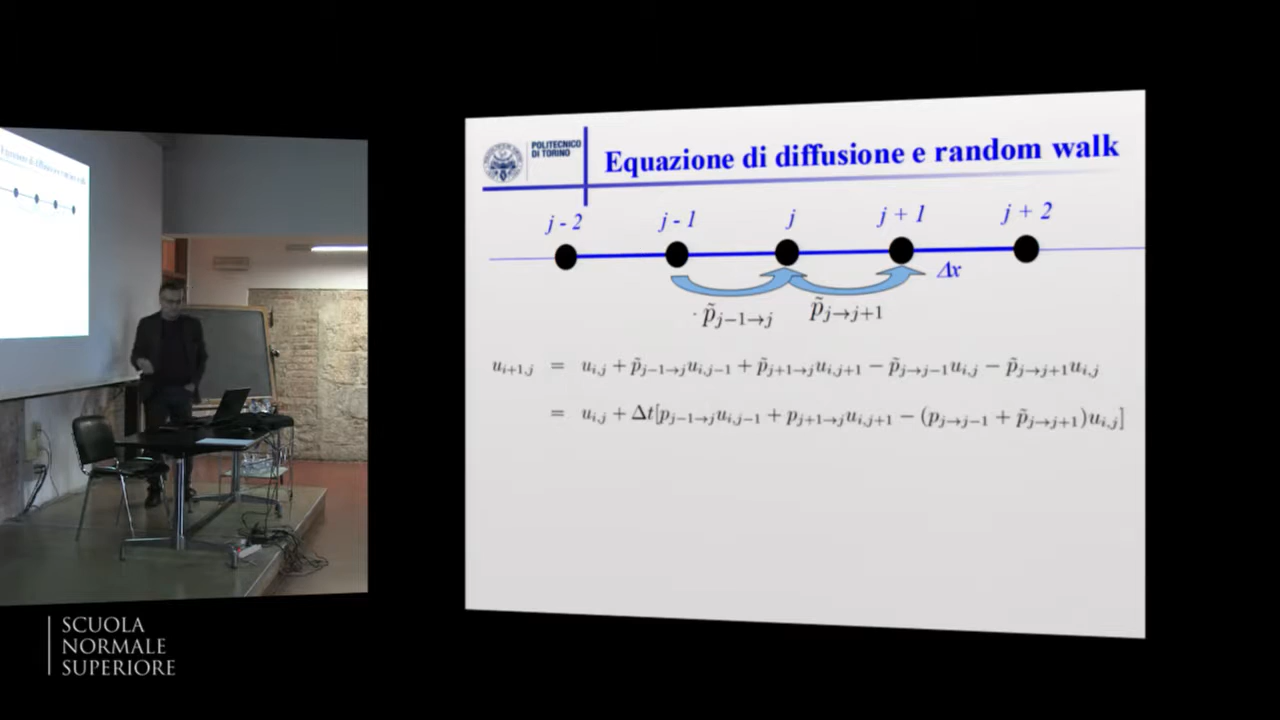 POLITECNICO
DI TORINO
Equazione di diffusione e random walk
j - 2 j - 1 j j + 1 j + 2
Δx
p̃_{j−1→j} p̃_{j→j+1}
u_{i+1,j} = u_{i,j} + p̃_{j−1→j}u_{i,j−1} + p̃_{j+1→j}u_{i,j+1} − p̃_{j→j−1}u_{i,j} − p̃_{j→j+1}u_{i,j}
= u_{i,j} + Δt[p_{j−1→j}u_{i,j−1} + p_{j+1→j}u_{i,j+1} − (p_{j→j−1} + p̃_{j→j+1})u_{i,j}]
SCUOLA
NORMALE
SUPERIORE